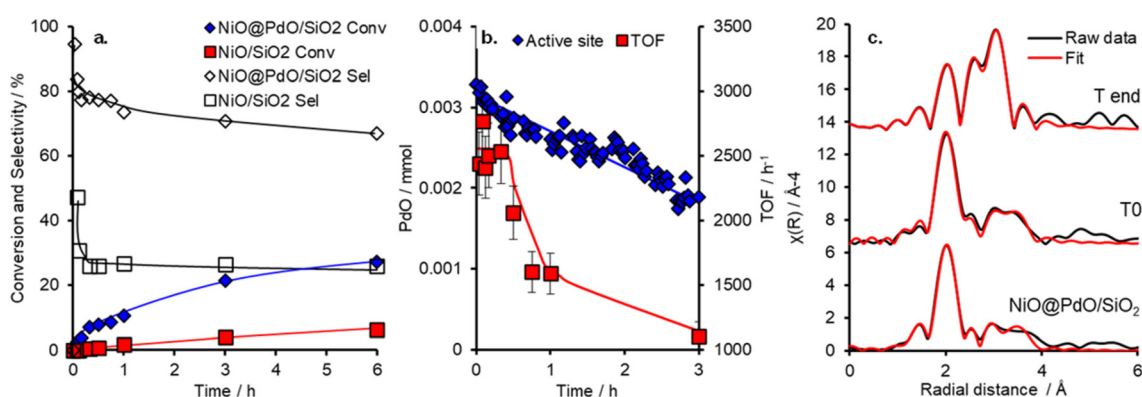 a.
NiO@PdO/SiO2 Conv
NiO/SiO2 Conv
NiO@PdO/SiO2 Sel
NiO/SiO2 Sel
Conversion and Selectivity / %
100
80
60
40
20
0
0 1 2 3 4 5 6
Time / h
b.
Active site TOF
PdO / mmol
0.004
0.003
0.002
0.001
0
3500
3000
2500
2000
1500
1000
TOF / h-1
0 1 2 3
Time / h
c.
Raw data
Fit
T end
T0
NiO@PdO/SiO2
χ(R) / Å-4
20
18
16
14
12
10
8
6
4
2
0
0 2 4 6
Radial distance / Å